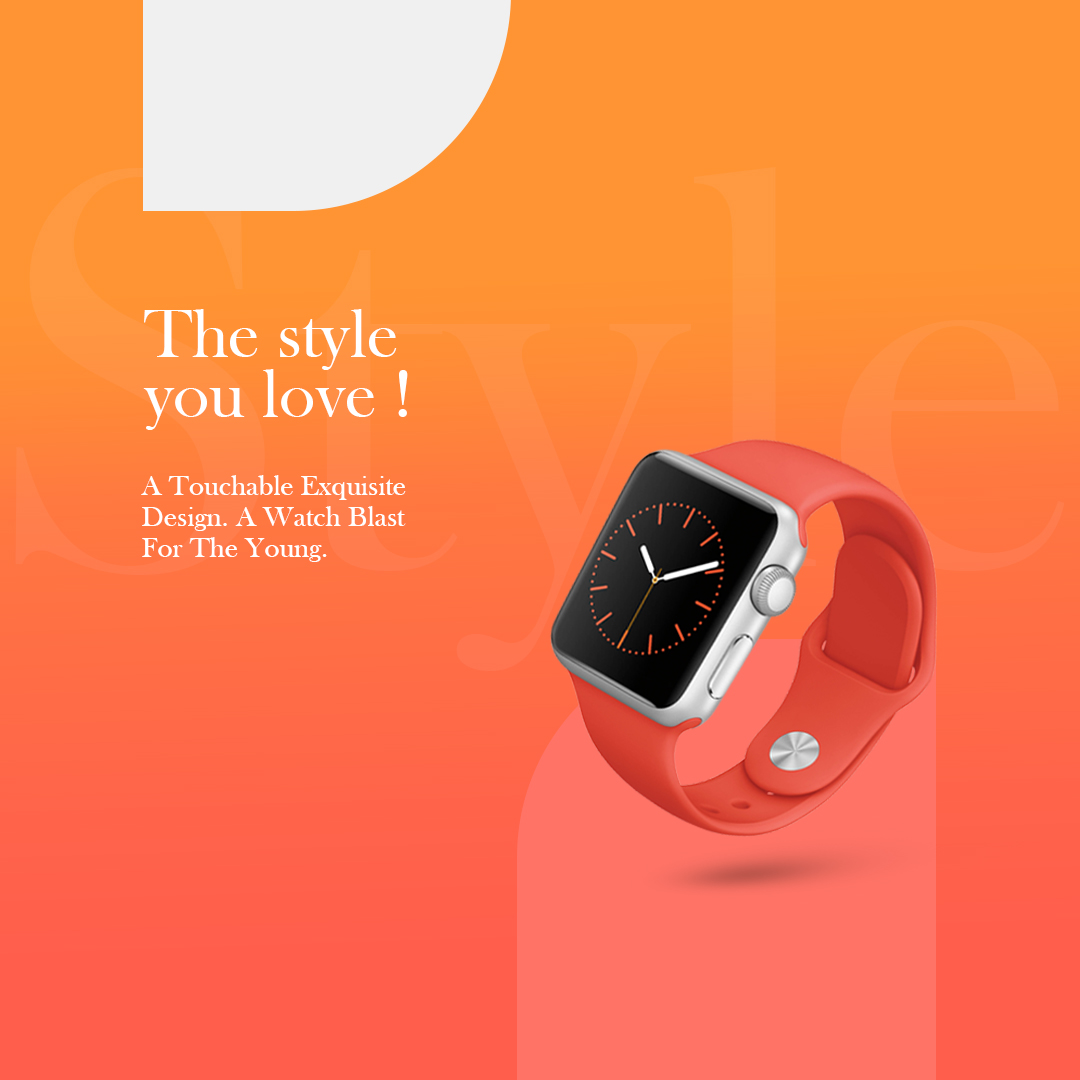 Style
The style
you love !
A Touchable Exquisite
Design. A Watch Blast
For The Young.